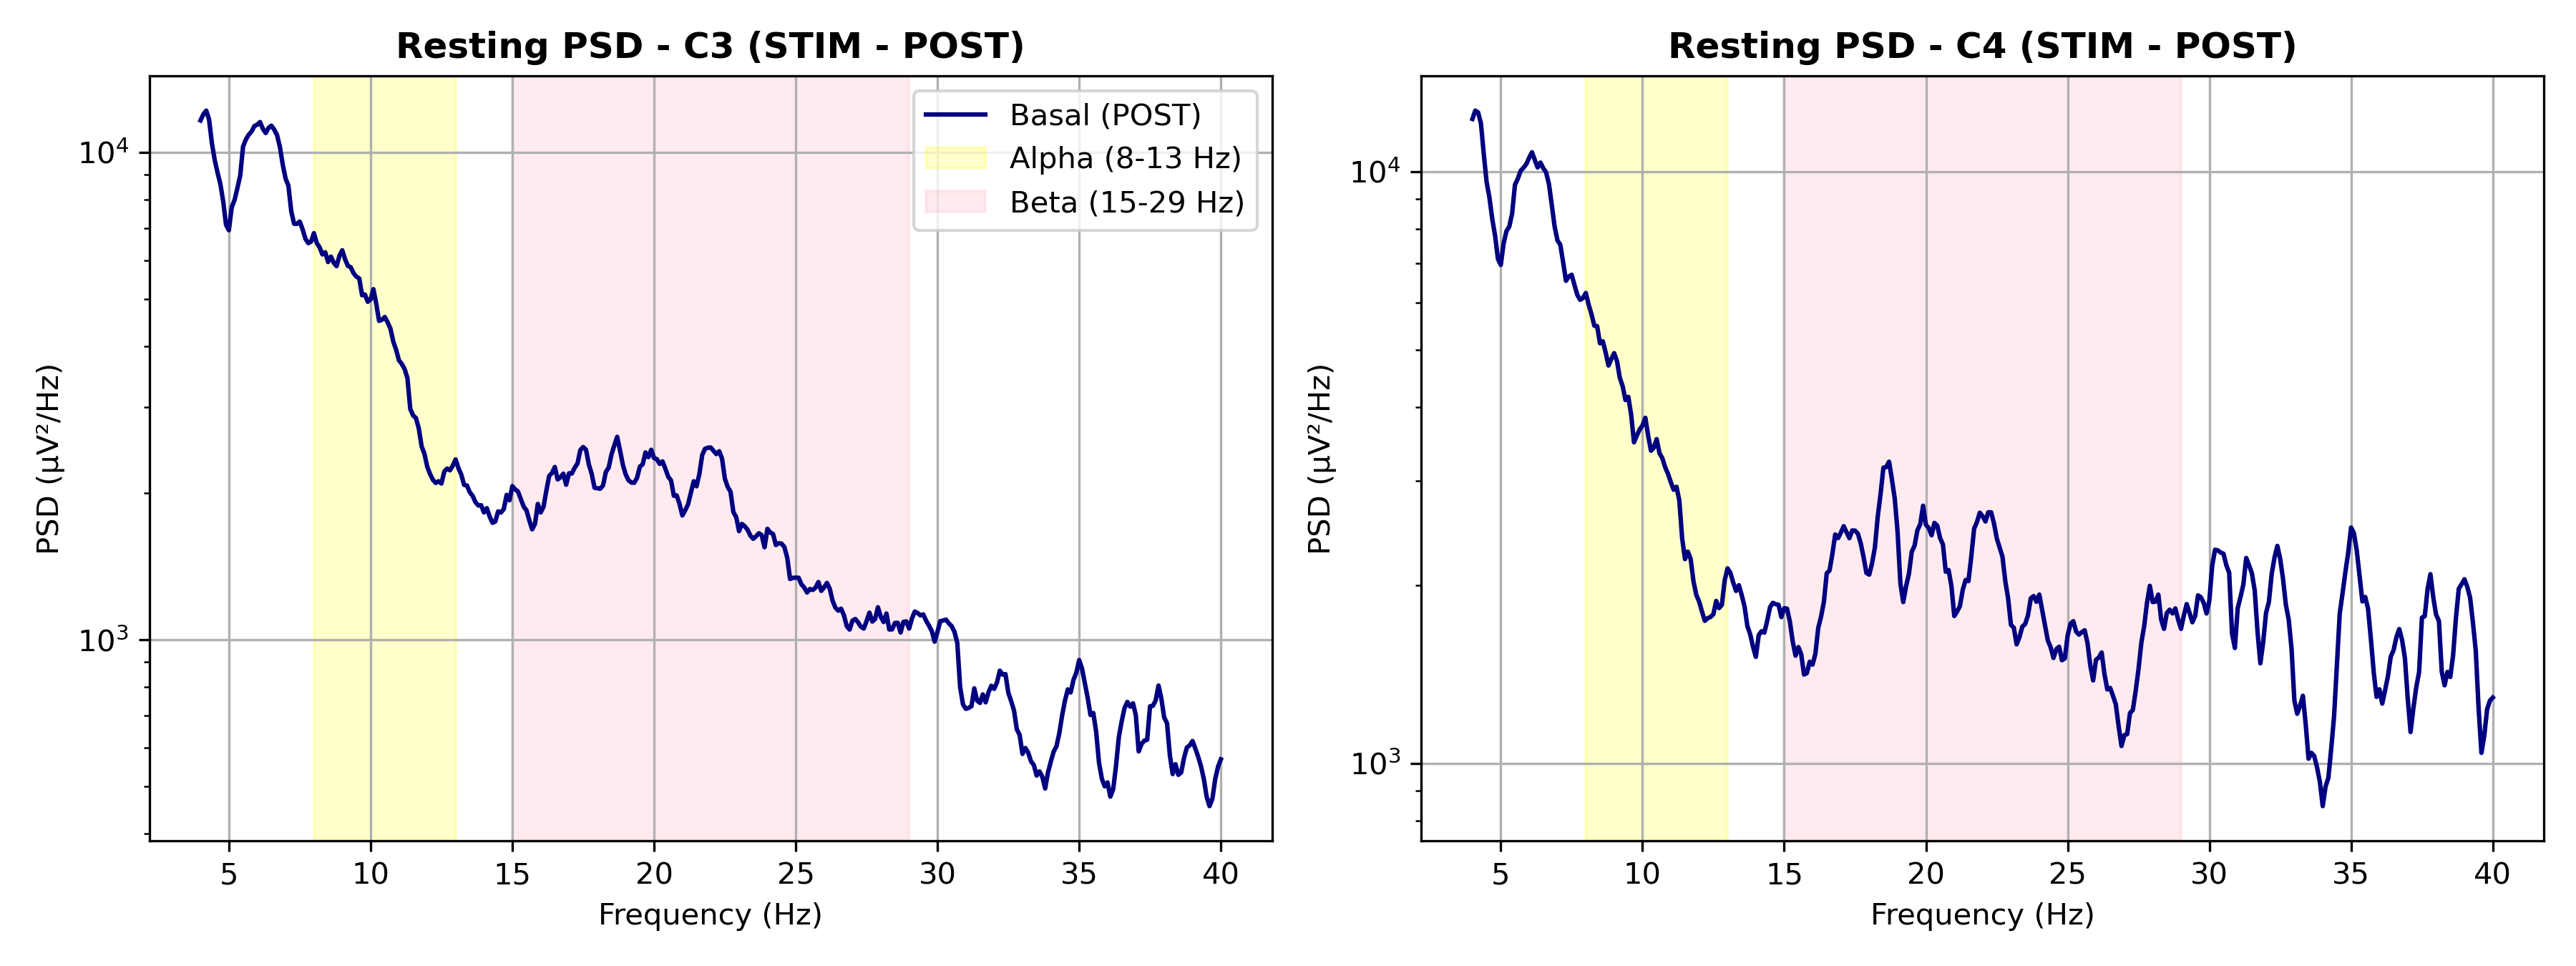 Resting PSD - C3 (STIM - POST)
PSD (µV²/Hz)
10⁴
10³
Basal (POST)
Alpha (8-13 Hz)
Beta (15-29 Hz)
5 10 15 20 25 30 35 40
Frequency (Hz)
Resting PSD - C4 (STIM - POST)
PSD (µV²/Hz)
10⁴
10³
5 10 15 20 25 30 35 40
Frequency (Hz)